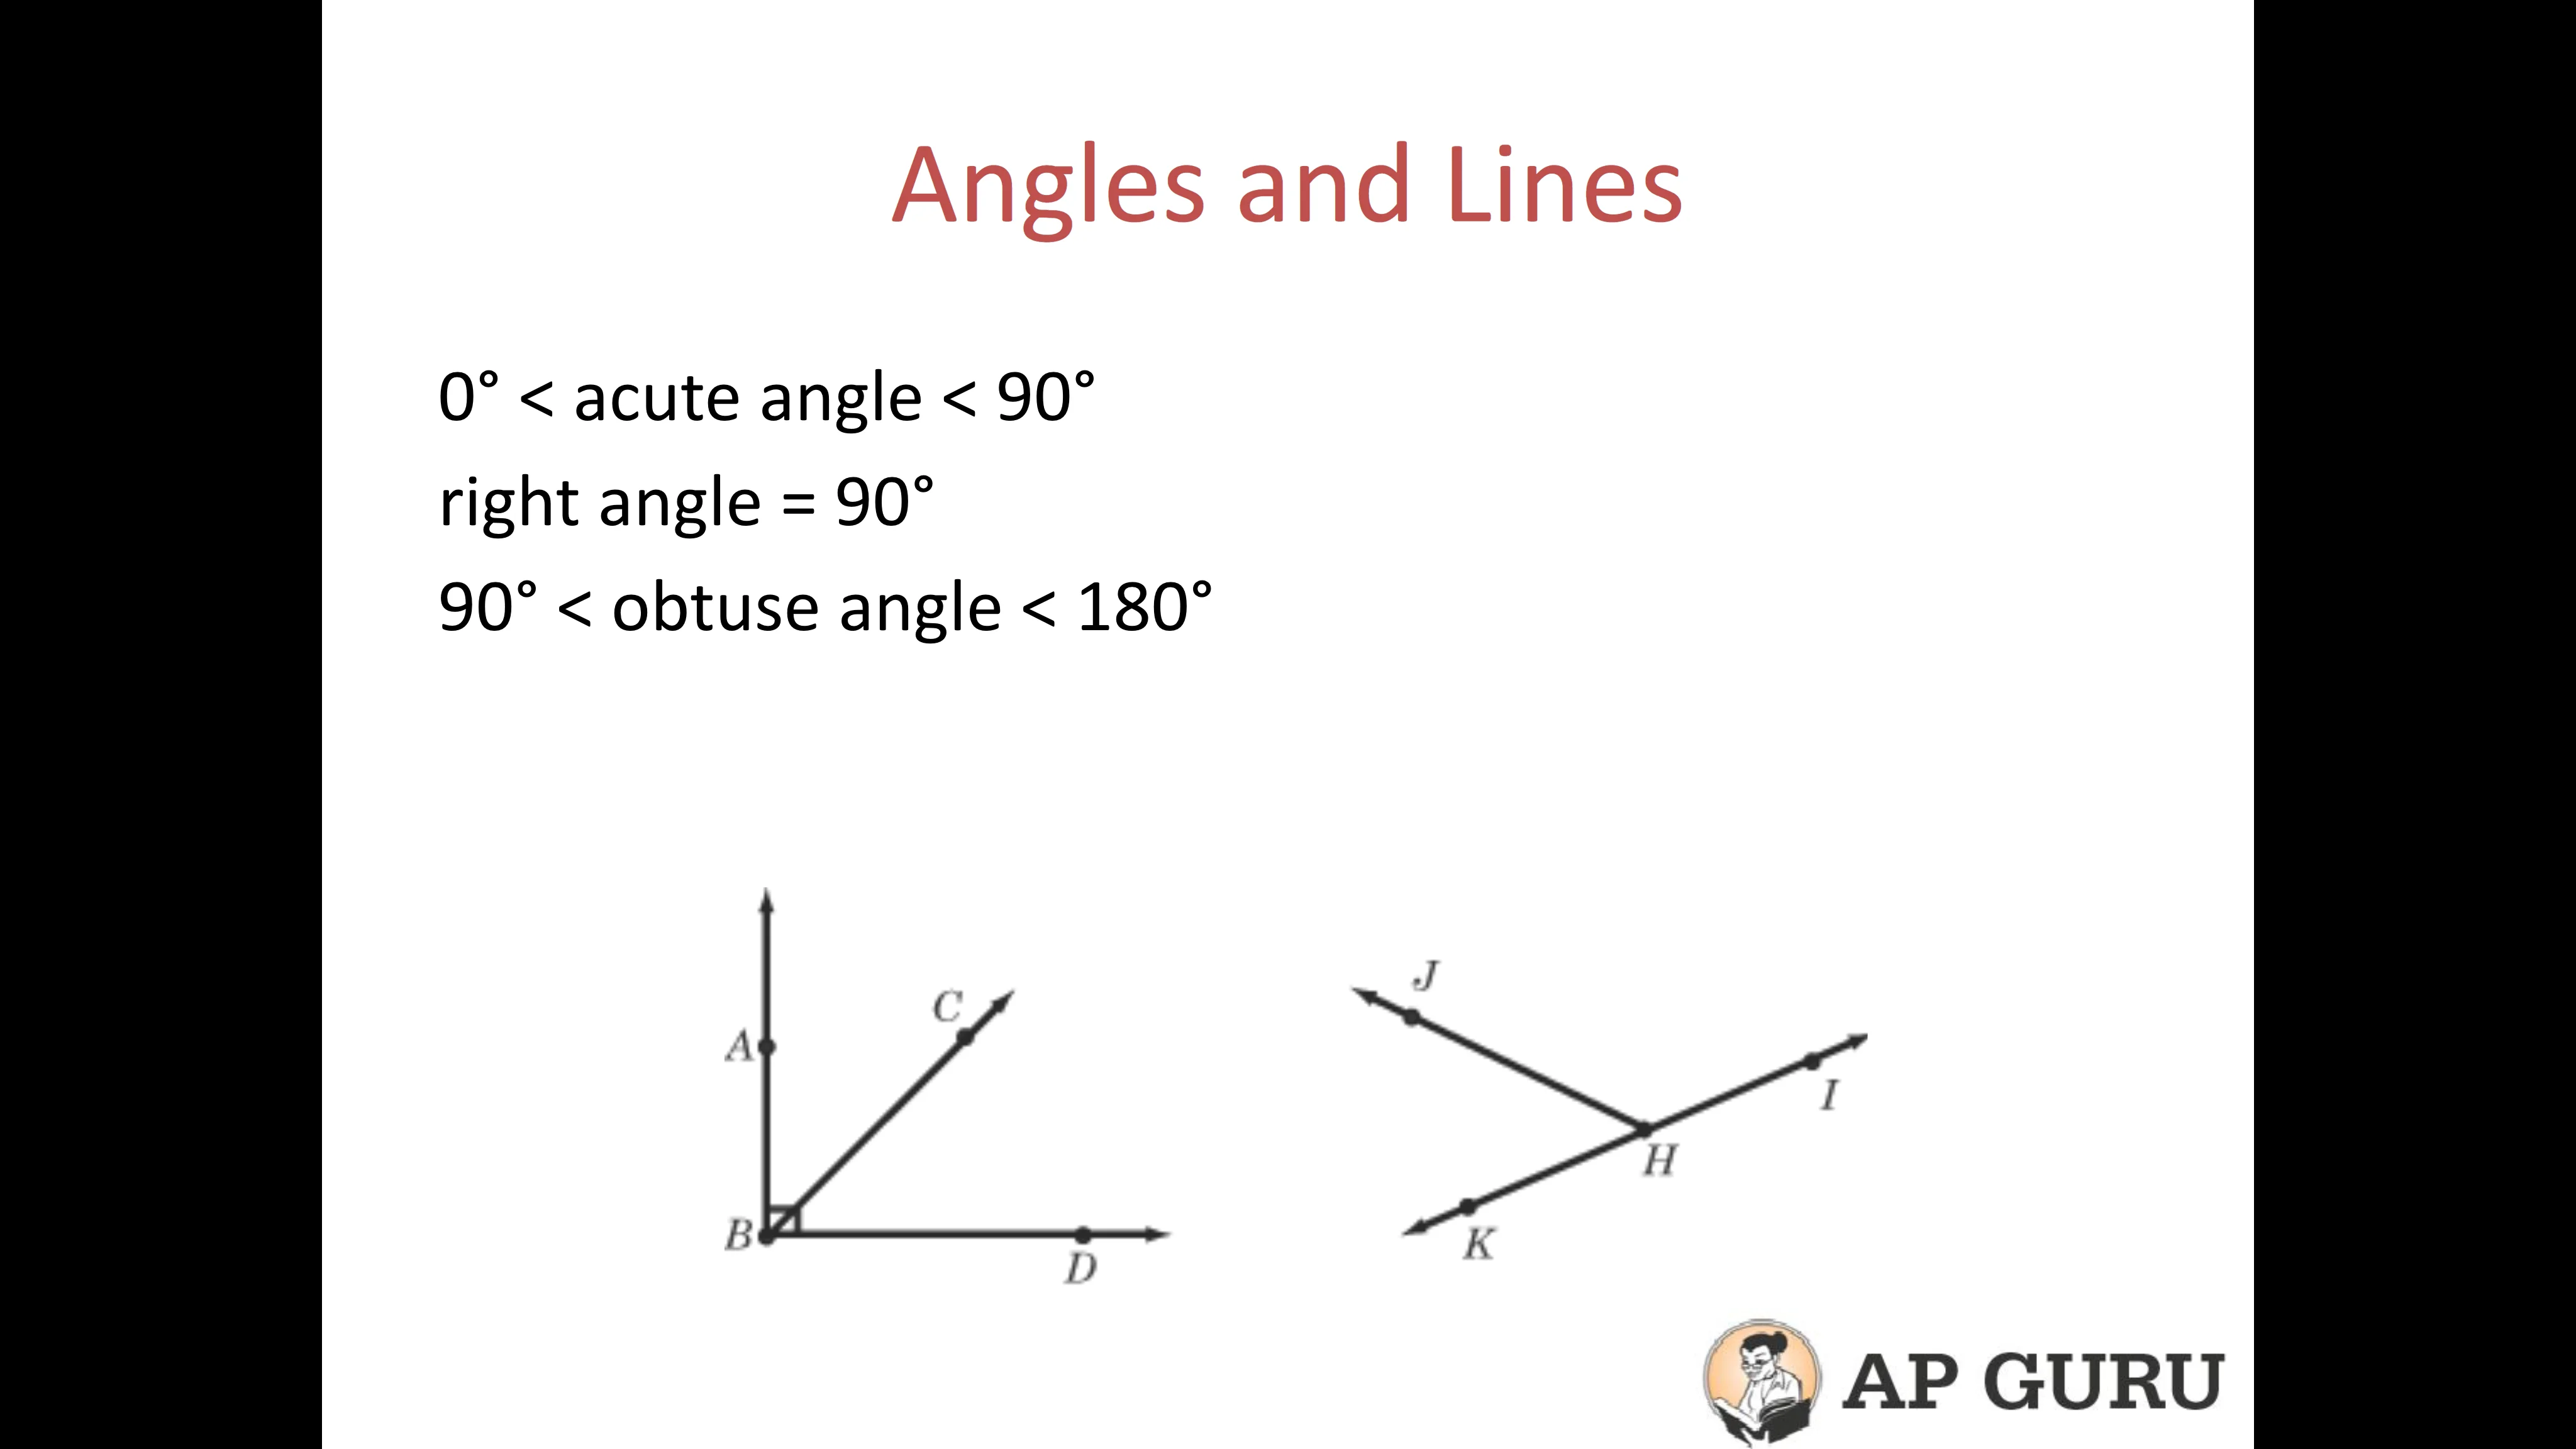 Angles and Lines
0° < acute angle < 90°
right angle = 90°
90° < obtuse angle < 180°
A
C
B
D
J
I
H
K
AP GURU